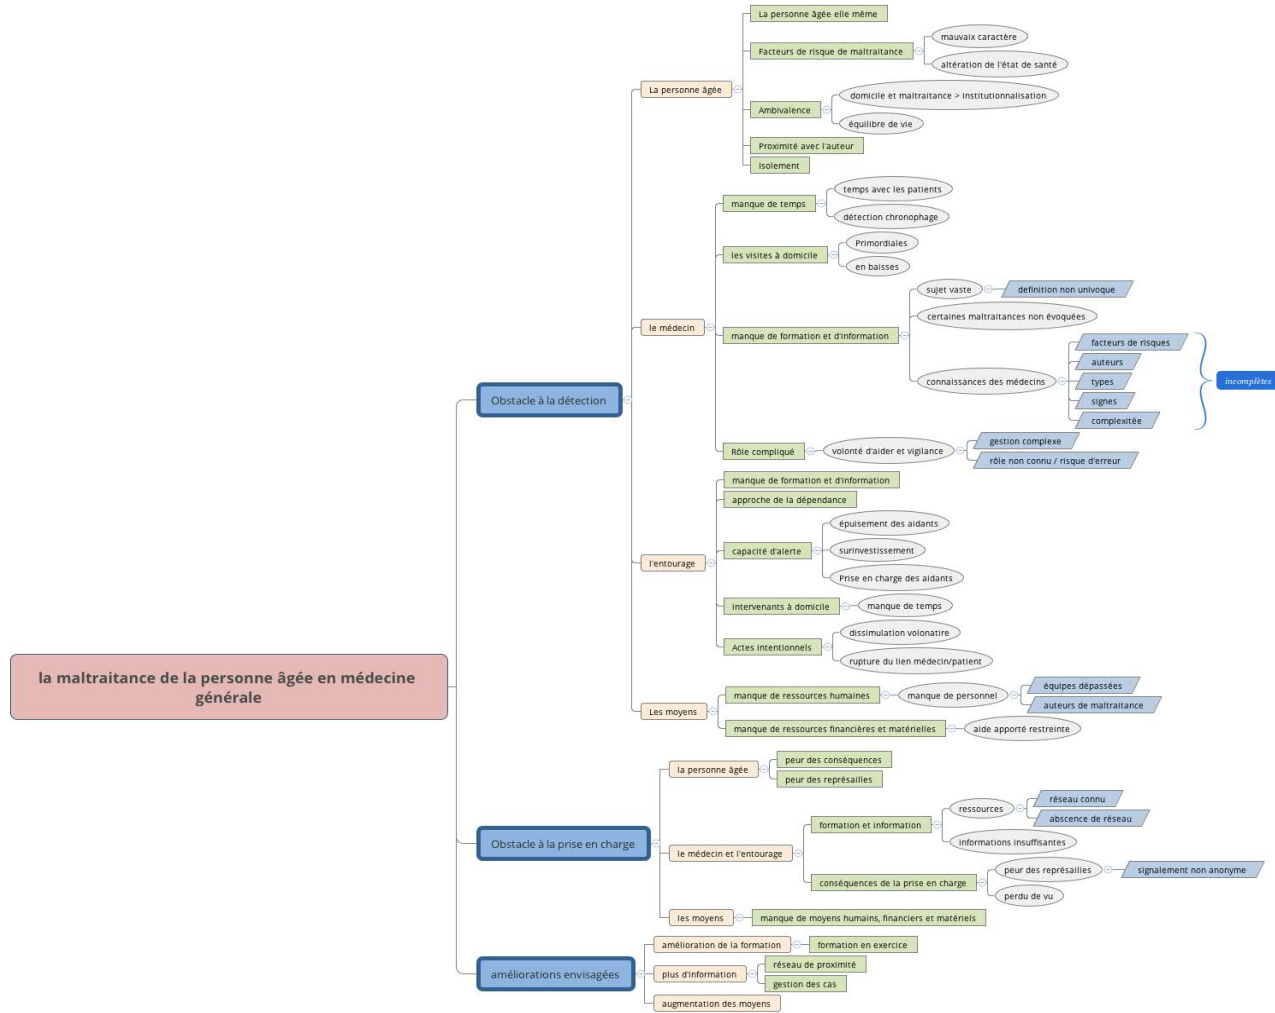 la maltraitance de la personne âgée en médecine
générale
Obstacle à la détection
La personne âgée
La personne âgée elle même
Facteurs de risque de maltraitance
mauvaix caractère
altération de l'état de santé
Ambivalence
domicile et maltraitance > institutionnalisation
équilibre de vie
Proximité avec l'auteur
Isolement
le médecin
manque de temps
temps avec les patients
détection chronophage
les visites à domicile
Primordiales
en baisses
manque de formation et d'information
sujet vaste
definition non univoque
certaines maltraitances non évoquées
connaissances des médecins
facteurs de risques
auteurs
types
signes
complexitée
incomplètes
Rôle compliqué
volonté d'aider et vigilance
gestion complexe
rôle non connu / risque d'erreur
l'entourage
manque de formation et d'information
approche de la dépendance
capacité d'alerte
épuisement des aidants
surinvestissement
Prise en charge des aidants
intervenants à domicile
manque de temps
Actes intentionnels
dissimulation volonatire
rupture du lien médecin/patient
Les moyens
manque de ressources humaines
manque de personnel
équipes dépassées
auteurs de maltraitance
manque de ressources financières et matérielles
aide apporté restreinte
Obstacle à la prise en charge
la personne âgée
peur des conséquences
peur des représailles
le médecin et l'entourage
formation et information
ressources
réseau connu
abscence de réseau
informations insuffisantes
conséquences de la prise en charge
peur des représailles
signalement non anonyme
perdu de vu
les moyens
manque de moyens humains, financiers et matériels
améliorations envisagées
amélioration de la formation
formation en exercice
plus d'information
réseau de proximité
gestion des cas
augmentation des moyens